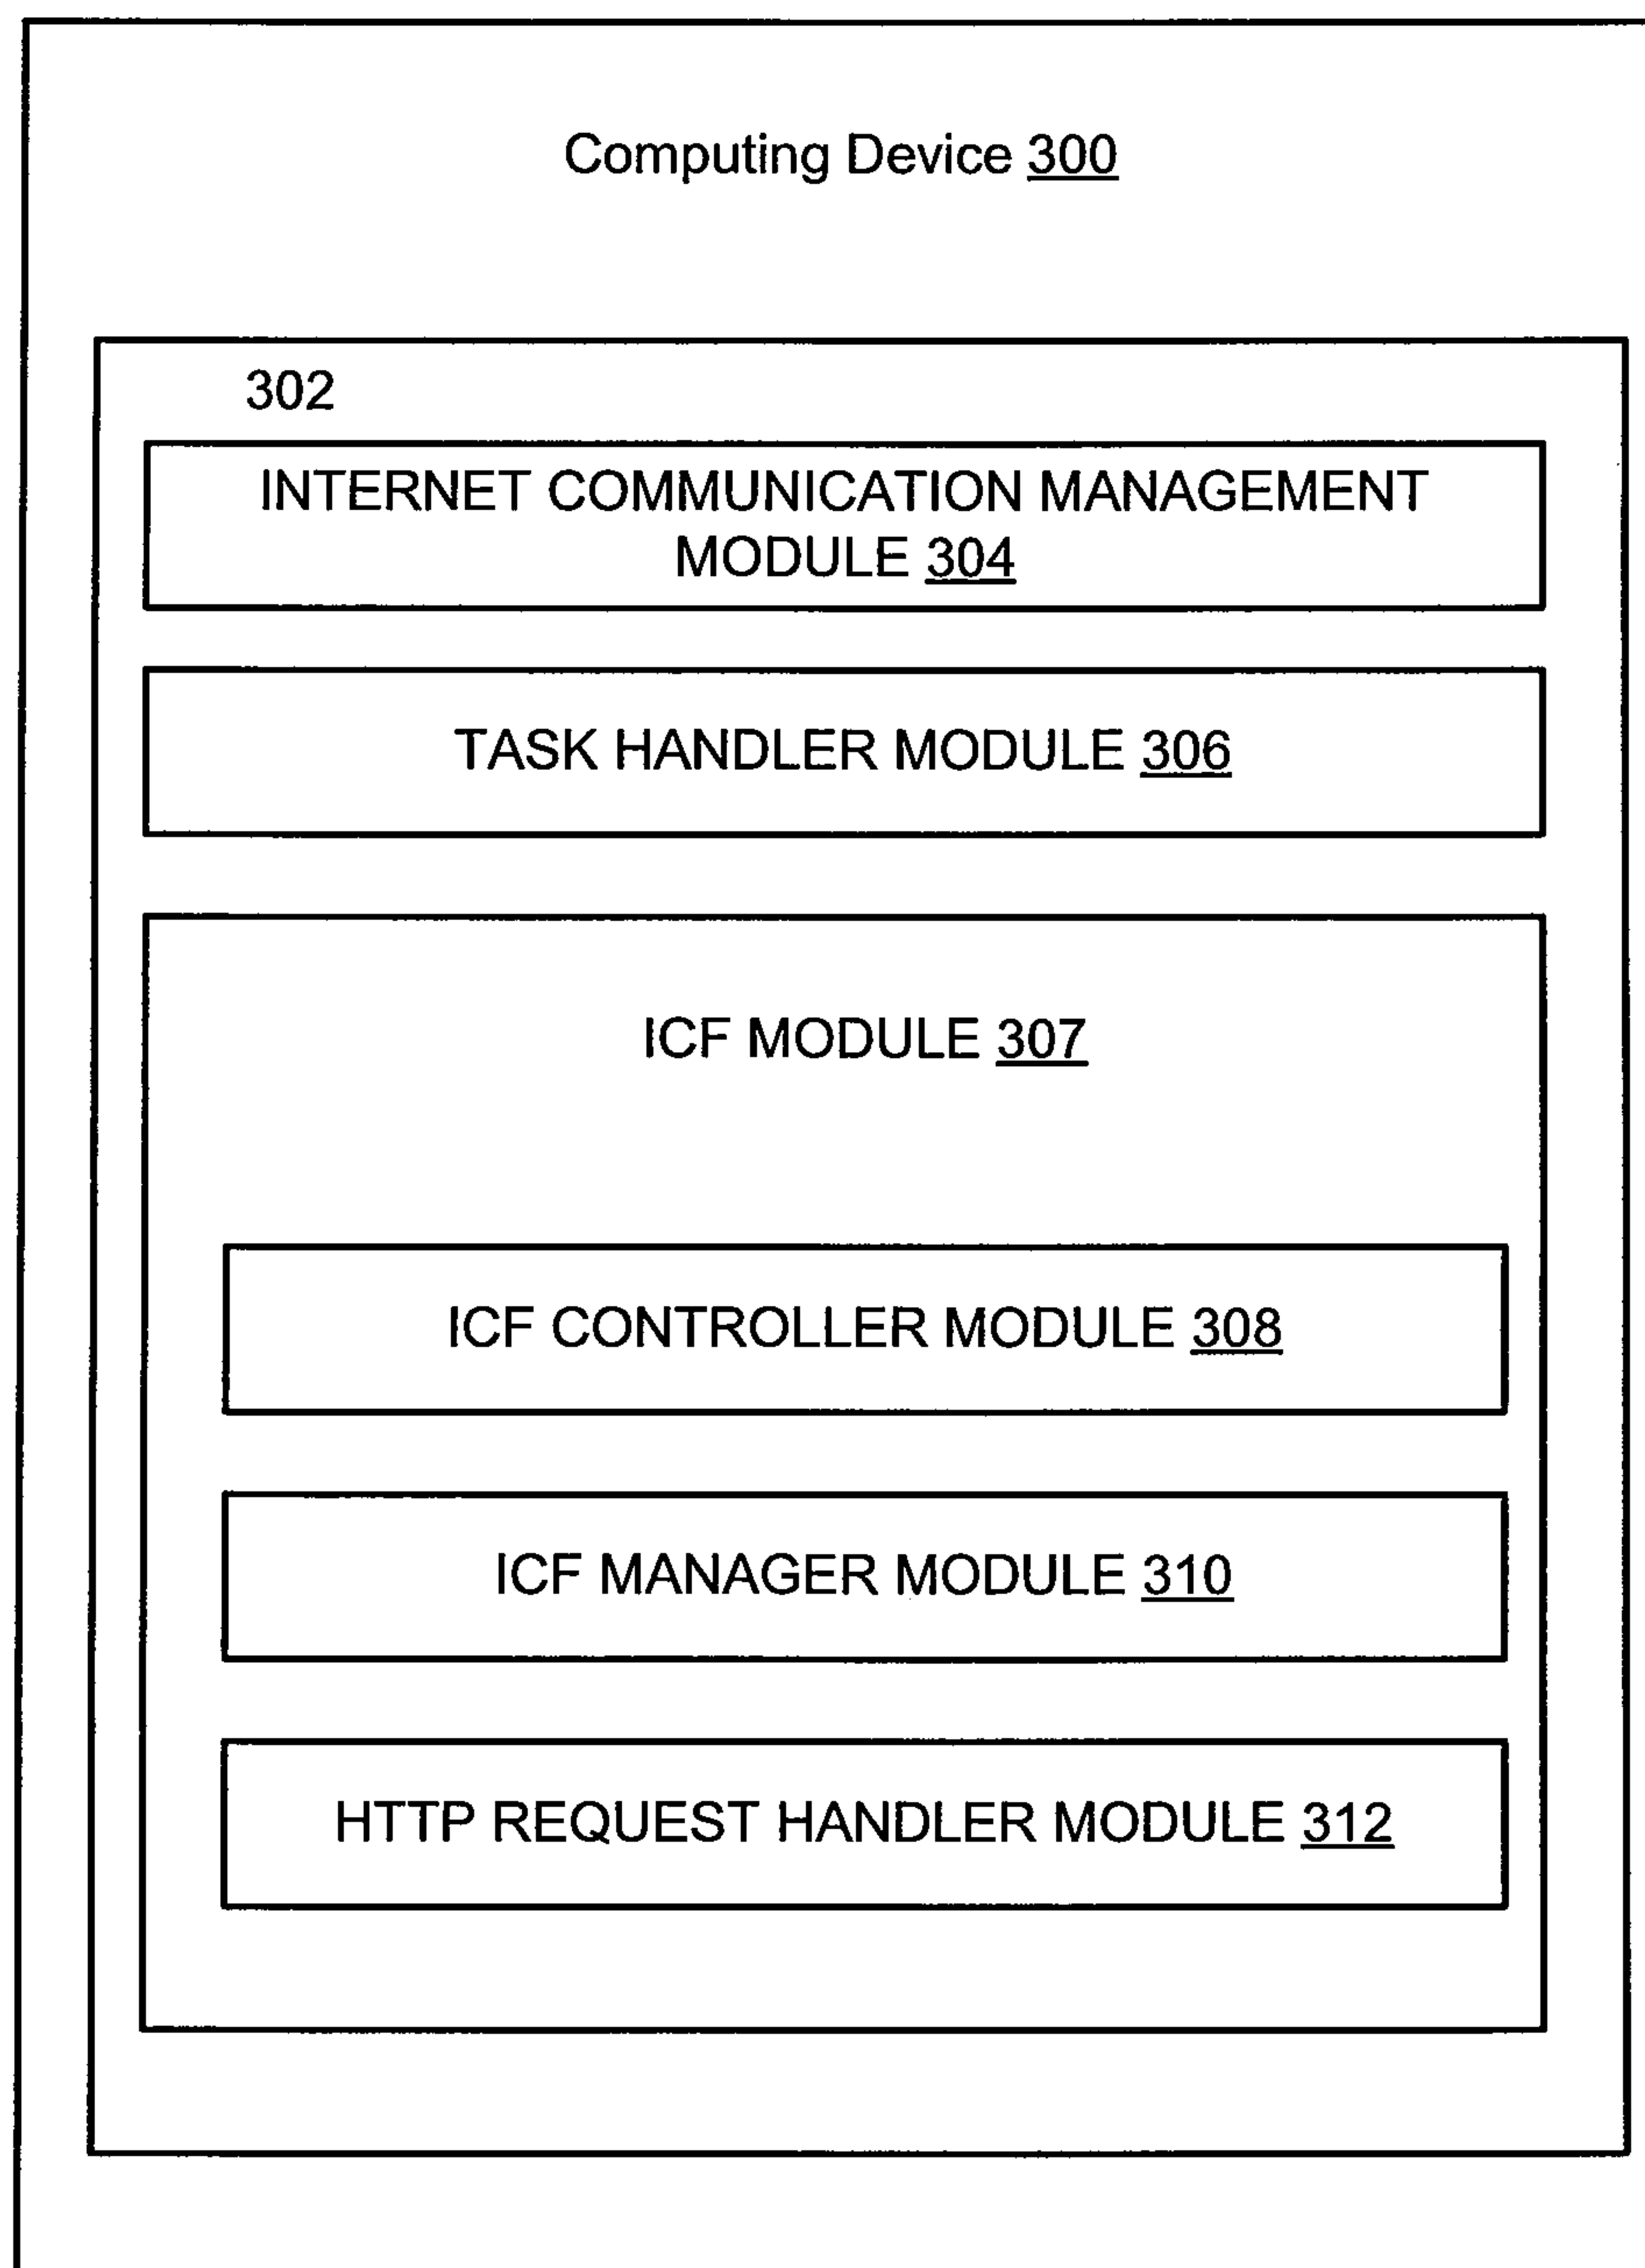 Computing Device 300
302
INTERNET COMMUNICATION MANAGEMENT
MODULE 304
TASK HANDLER MODULE 306
ICF MODULE 307
ICF CONTROLLER MODULE 308
ICF MANAGER MODULE 310
HTTP REQUEST HANDLER MODULE 312